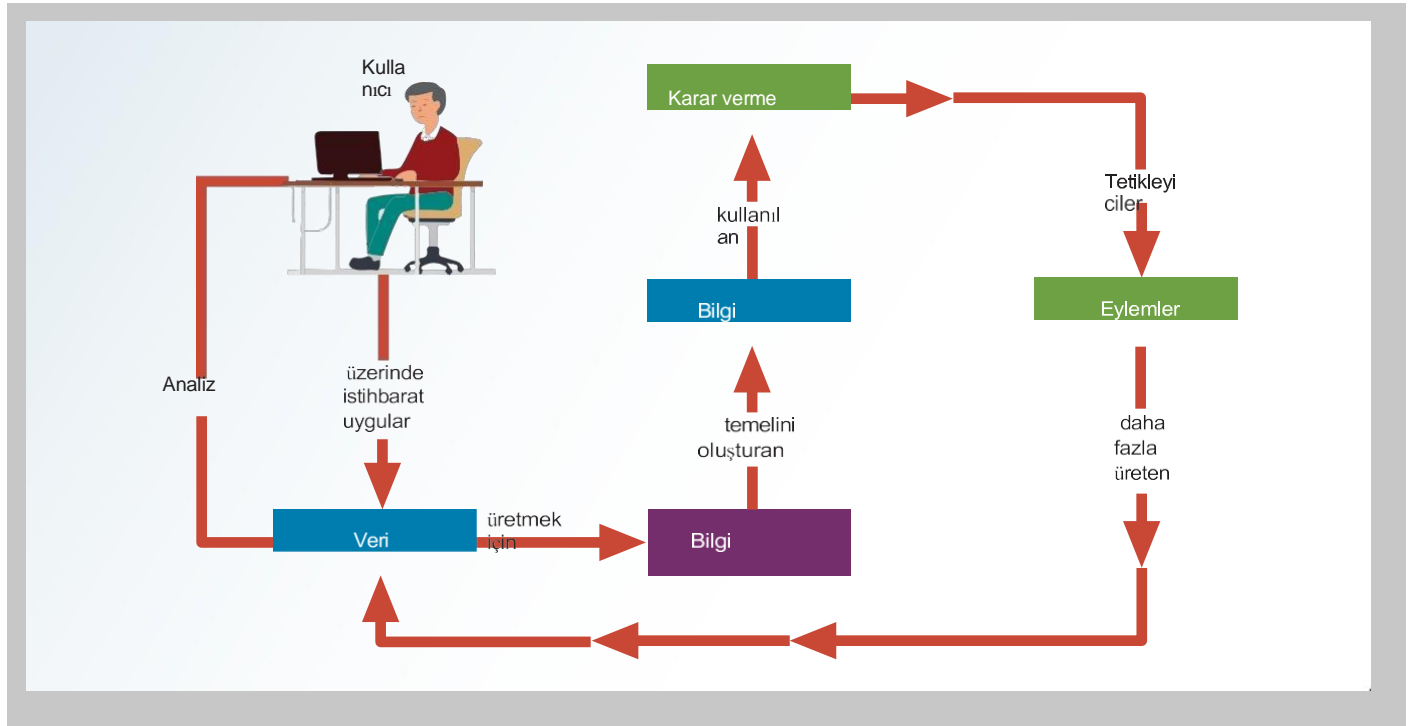 Kulla
nıcı
Karar verme
Tetikleyi
ciler
kullanıl
an
Bilgi
Eylemler
Analiz
üzerinde
istihbarat
uygular
temelini
oluşturan
daha
fazla
üreten
Veri
üretmek
için
Bilgi